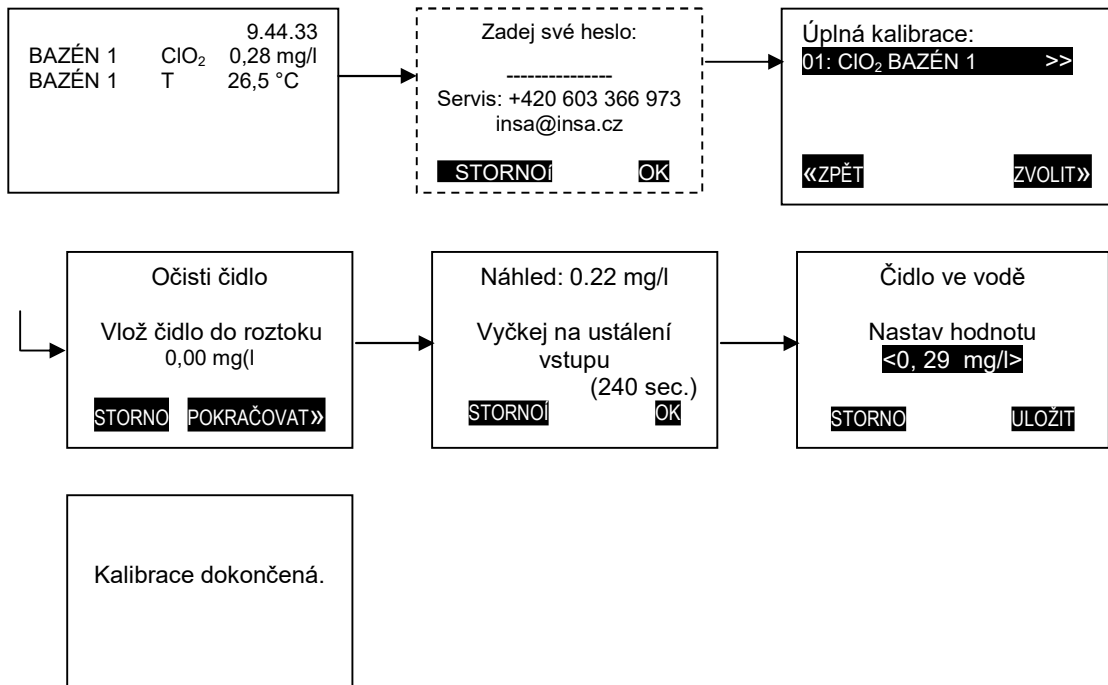 9.44.33
BAZÉN 1 ClO₂ 0,28 mg/l
BAZÉN 1 T 26,5 °C
Zadej své heslo:
---------------
Servis: +420 603 366 973
insa@insa.cz
STORNOí OK
Úplná kalibrace:
01: ClO₂ BAZÉN 1 >>
«ZPĚT ZVOLIT»
Očisti čidlo
Vlož čidlo do roztoku
0,00 mg(l
STORNO POKRAČOVAT»
Náhled: 0.22 mg/l
Vyčkej na ustálení
vstupu
(240 sec.)
STORNOÍ OK
Čidlo ve vodě
Nastav hodnotu
<0, 29 mg/l>
STORNO ULOŽIT
Kalibrace dokončená.